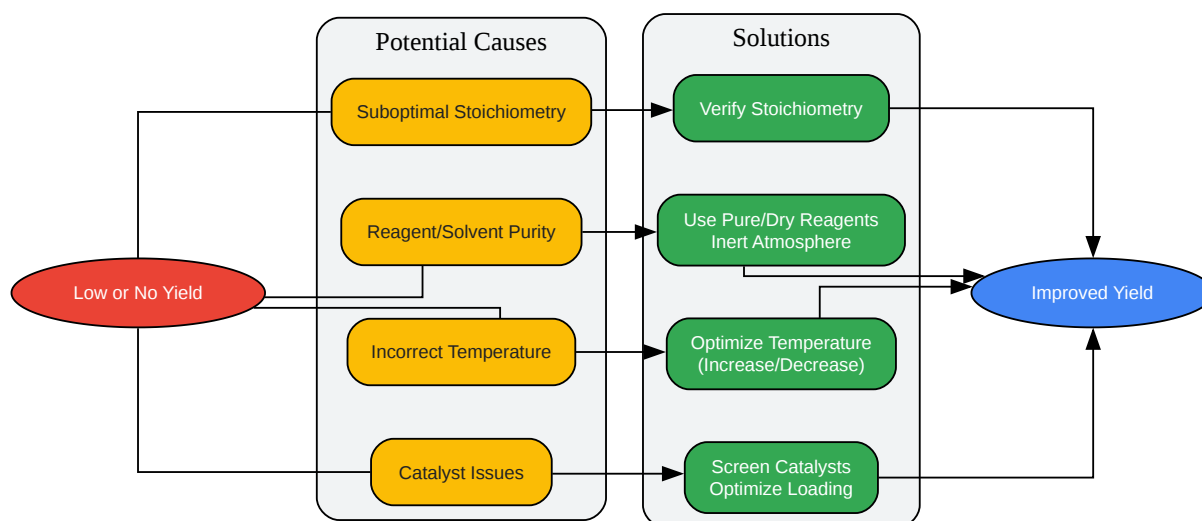 Potential Causes
Solutions
Suboptimal Stoichiometry
Verify Stoichiometry
Reagent/Solvent Purity
Use Pure/Dry Reagents
Inert Atmosphere
Low or No Yield
Improved Yield
Incorrect Temperature
Optimize Temperature
(Increase/Decrease)
Catalyst Issues
Screen Catalysts
Optimize Loading